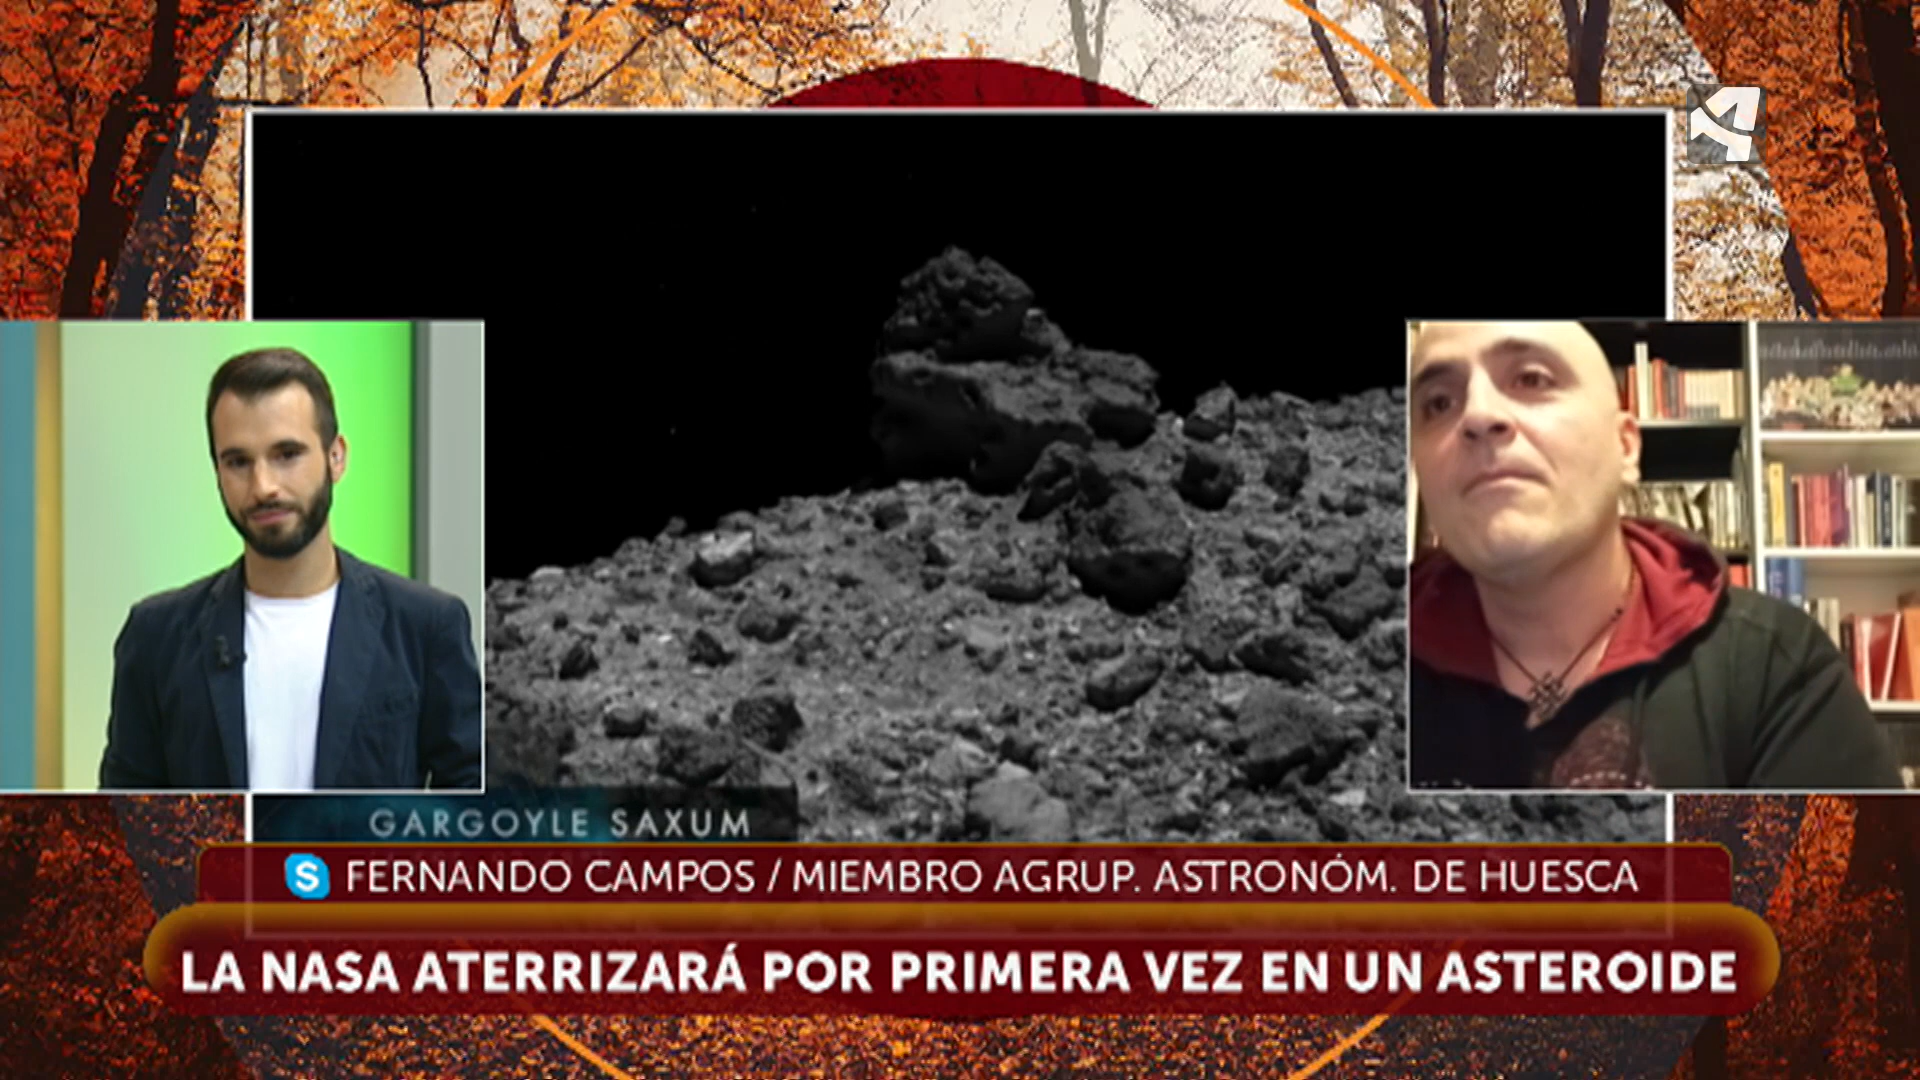 GARGOYLE SAXUM
FERNANDO CAMPOS / MIEMBRO AGRUP. ASTRONÓM. DE HUESCA
LA NASA ATERRIZARÁ POR PRIMERA VEZ EN UN ASTEROIDE